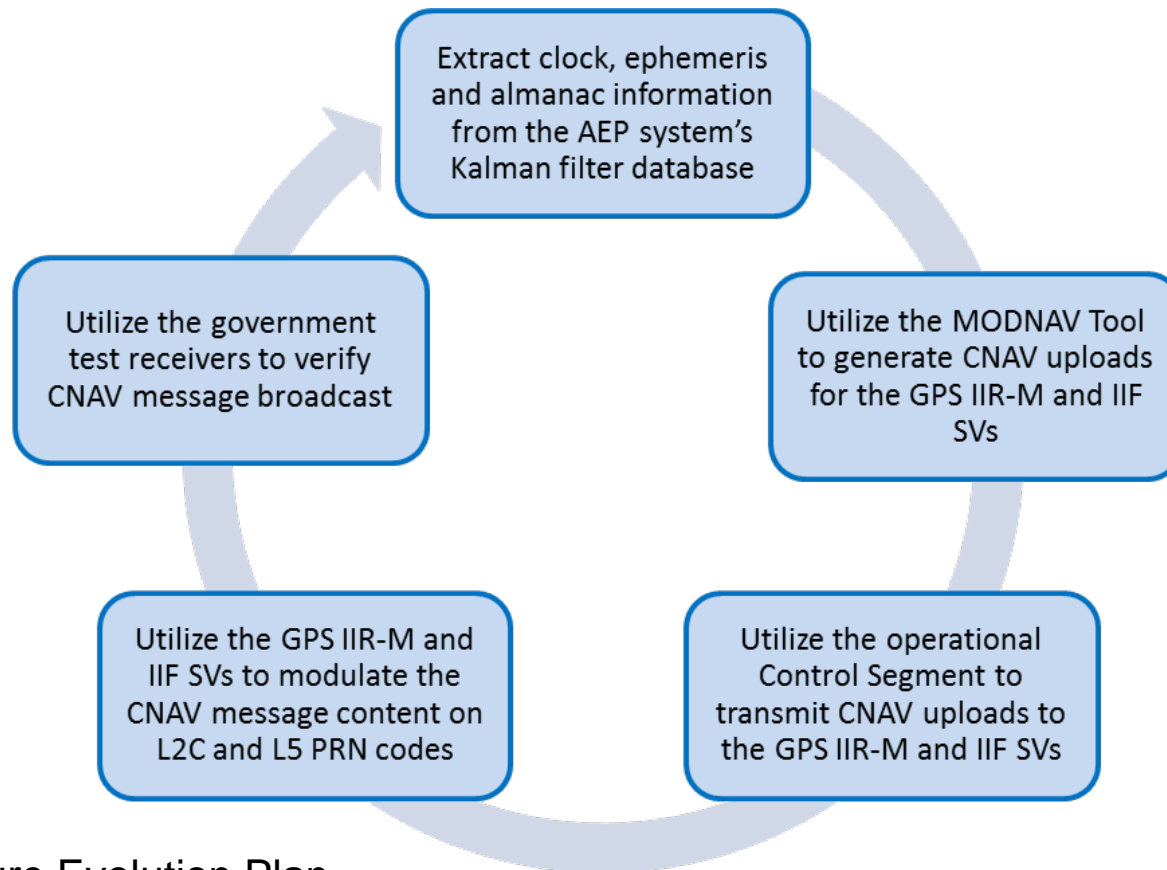 Extract clock, ephemeris
and almanac information
from the AEP system's
Kalman filter database
Utilize the MODNAV Tool
to generate CNAV uploads
for the GPS IIR-M and IIF
SVs
Utilize the operational
Control Segment to
transmit CNAV uploads to
the GPS IIR-M and IIF SVs
Utilize the GPS IIR-M and
IIF SVs to modulate the
CNAV message content on
L2C and L5 PRN codes
Utilize the government
test receivers to verify
CNAV message broadcast
Evolution Plan